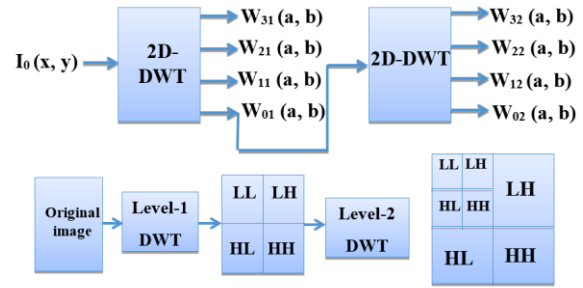 I₀ (x, y)
2D-
DWT
W₃₁ (a, b)
W₂₁ (a, b)
W₁₁ (a, b)
W₀₁ (a, b)
2D-DWT
W₃₂ (a, b)
W₂₂ (a, b)
W₁₂ (a, b)
W₀₂ (a, b)
Original
image
Level-1
DWT
LL LH
HL HH
Level-2
DWT
LL LH
HL HH
LH
HL HH